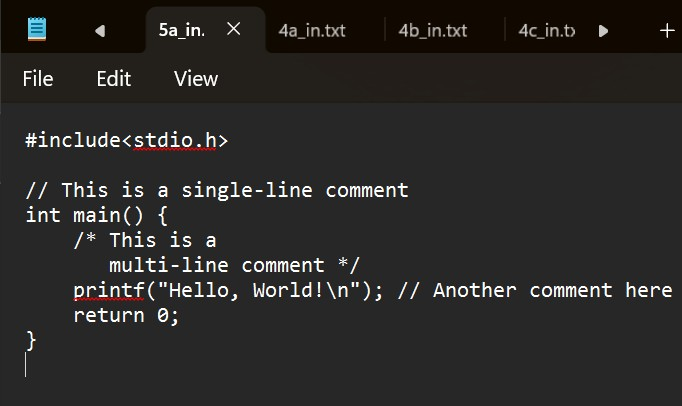 5a_in. 4a_in.txt 4b_in.txt 4c_in.tx
File Edit View
#include<stdio.h>
// This is a single-line comment
int main() {
    /* This is a
       multi-line comment */
    printf("Hello, World!\n"); // Another comment here
    return 0;
}